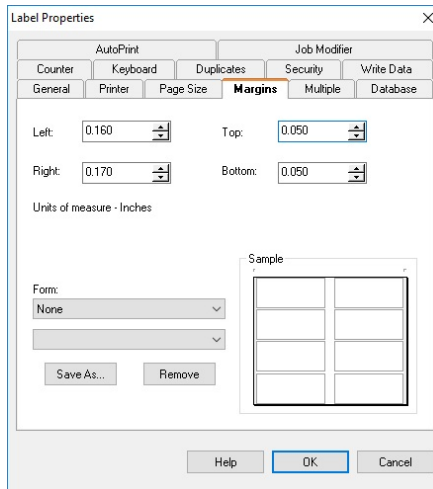 Label Properties
AutoPrint Job Modifier
Counter Keyboard Duplicates Security Write Data
General Printer Page Size Margins Multiple Database
Left: 0.160 Top: 0.050
Right: 0.170 Bottom: 0.050
Units of measure - Inches
Sample
Form:
None
Save As... Remove
Help OK Cancel